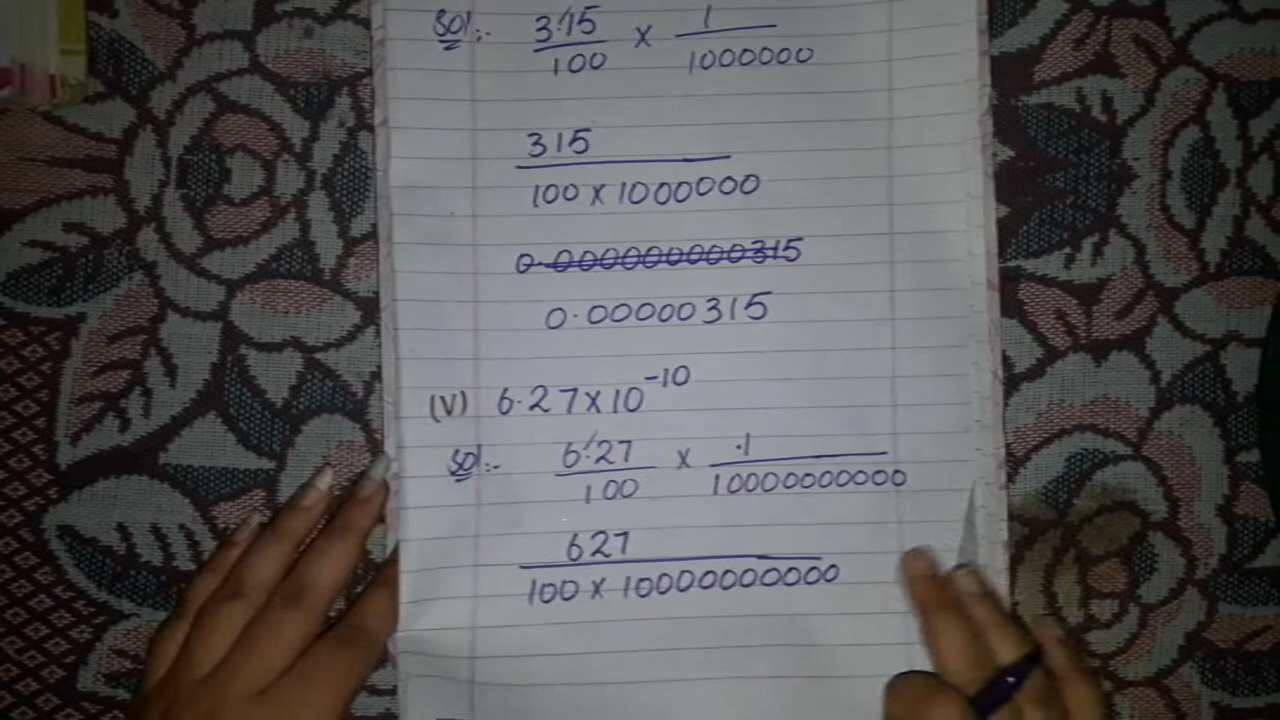 Sol:- 3.15/100 × 1/1000000
315/100×1000000
0.000000000315
0.00000315
(V) 6.27×10^-10
Sol:- 6.27/100 × .1/10000000000
627/100×10000000000